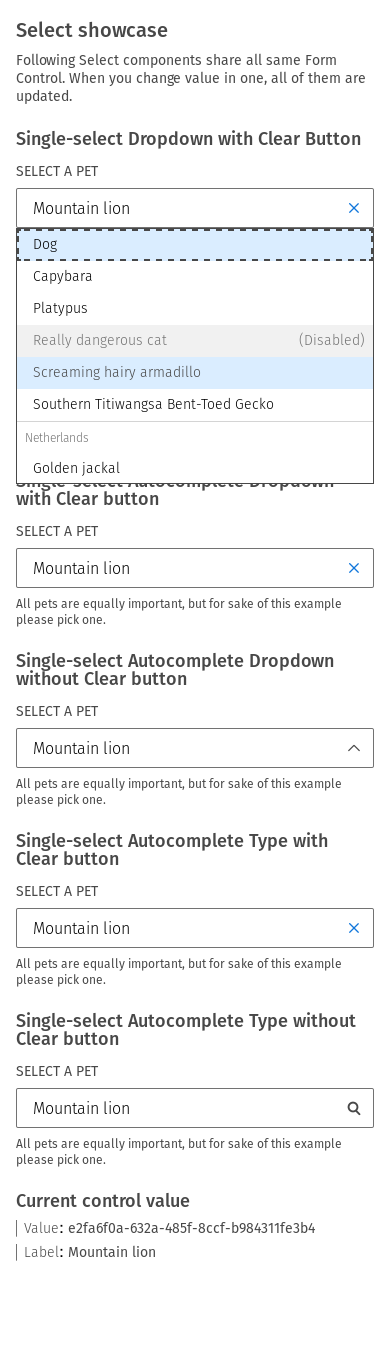 Select showcase
Following Select components share all same Form
Control. When you change value in one, all of them are
updated.
Single-select Dropdown with Clear Button
SELECT A PET
Mountain lion
Dog
Capybara
Platypus
Really dangerous cat (Disabled)
Screaming hairy armadillo
Southern Titiwangsa Bent-Toed Gecko
Netherlands
Golden jackal
Single-select Autocomplete Dropdown
with Clear button
SELECT A PET
Mountain lion
All pets are equally important, but for sake of this example
please pick one.
Single-select Autocomplete Dropdown
without Clear button
SELECT A PET
Mountain lion
All pets are equally important, but for sake of this example
please pick one.
Single-select Autocomplete Type with
Clear button
SELECT A PET
Mountain lion
All pets are equally important, but for sake of this example
please pick one.
Single-select Autocomplete Type without
Clear button
SELECT A PET
Mountain lion
All pets are equally important, but for sake of this example
please pick one.
Current control value
Value: e2fa6f0a-632a-485f-8ccf-b984311fe3b4
Label: Mountain lion